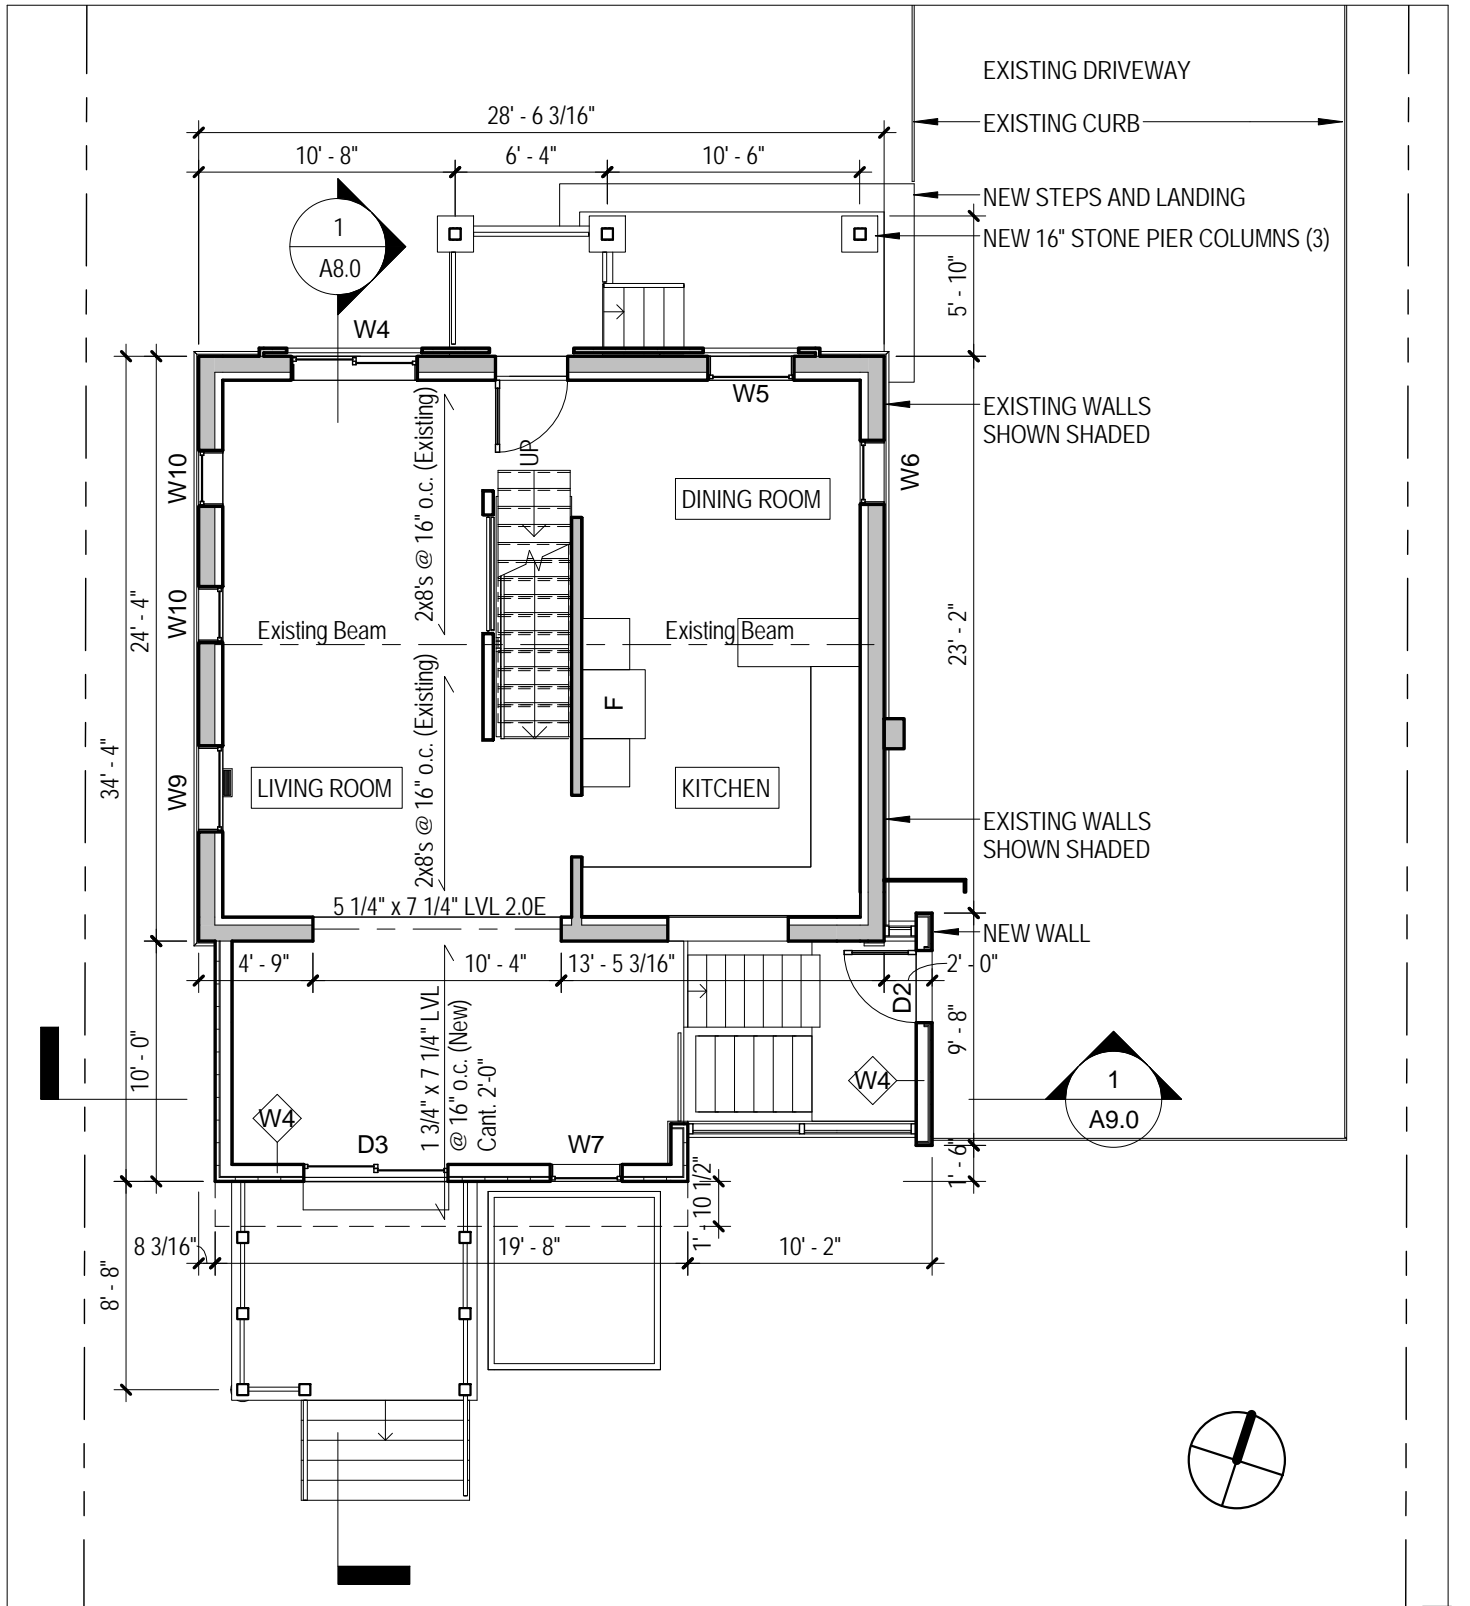 EXISTING DRIVEWAY
28' - 6 3/16"
EXISTING CURB
10' - 8"
6' - 4"
10' - 6"
NEW STEPS AND LANDING
1
A8.0
NEW 16" STONE PIER COLUMNS (3)
5' - 10"
W4
W5
2x8's @ 16" o.c. (Existing)
EXISTING WALLS
SHOWN SHADED
UP
W10
W6
DINING ROOM
24' - 4"
W10
23' - 2"
Existing Beam
Existing Beam
2x8's @ 16" o.c. (Existing)
F
34' - 4"
W9
LIVING ROOM
KITCHEN
EXISTING WALLS
SHOWN SHADED
5 1/4" x 7 1/4" LVL 2.0E
NEW WALL
4' - 9"
10' - 4"
13' - 5 3/16"
2' - 0"
D2
1 3/4" x 7 1/4" LVL
@ 16" o.c. (New)
Cant. 2'-0"
10' - 0"
9' - 8"
W4
1
A9.0
W4
D3
W7
1' - 6"
1' - 10 1/2"
8 3/16"
19' - 8"
10' - 2"
8' - 8"